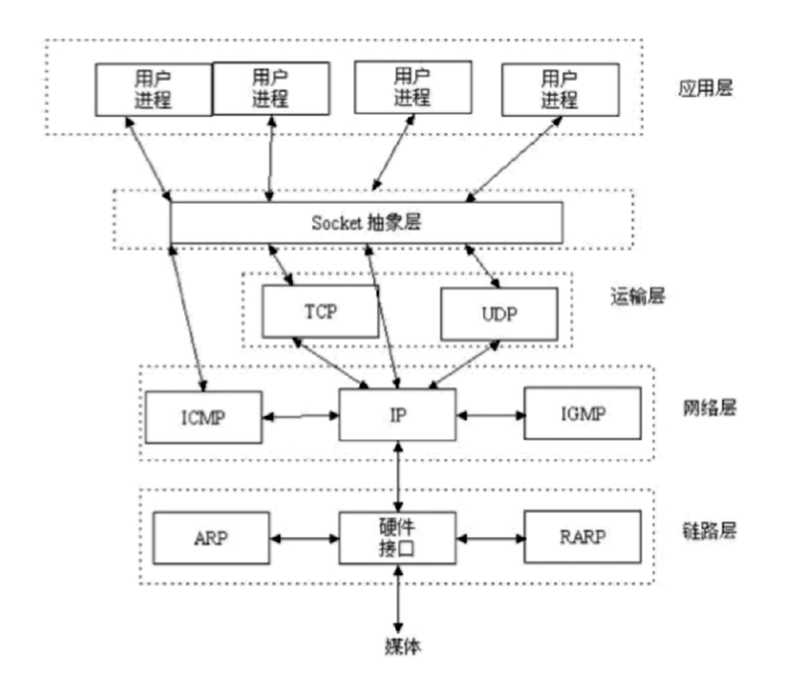 用户
进程
用户
进程
用户
进程
用户
进程
应用层
Socket 抽象层
TCP
UDP
运输层
ICMP
IP
IGMP
网络层
ARP
硬件
接口
RARP
链路层
媒体